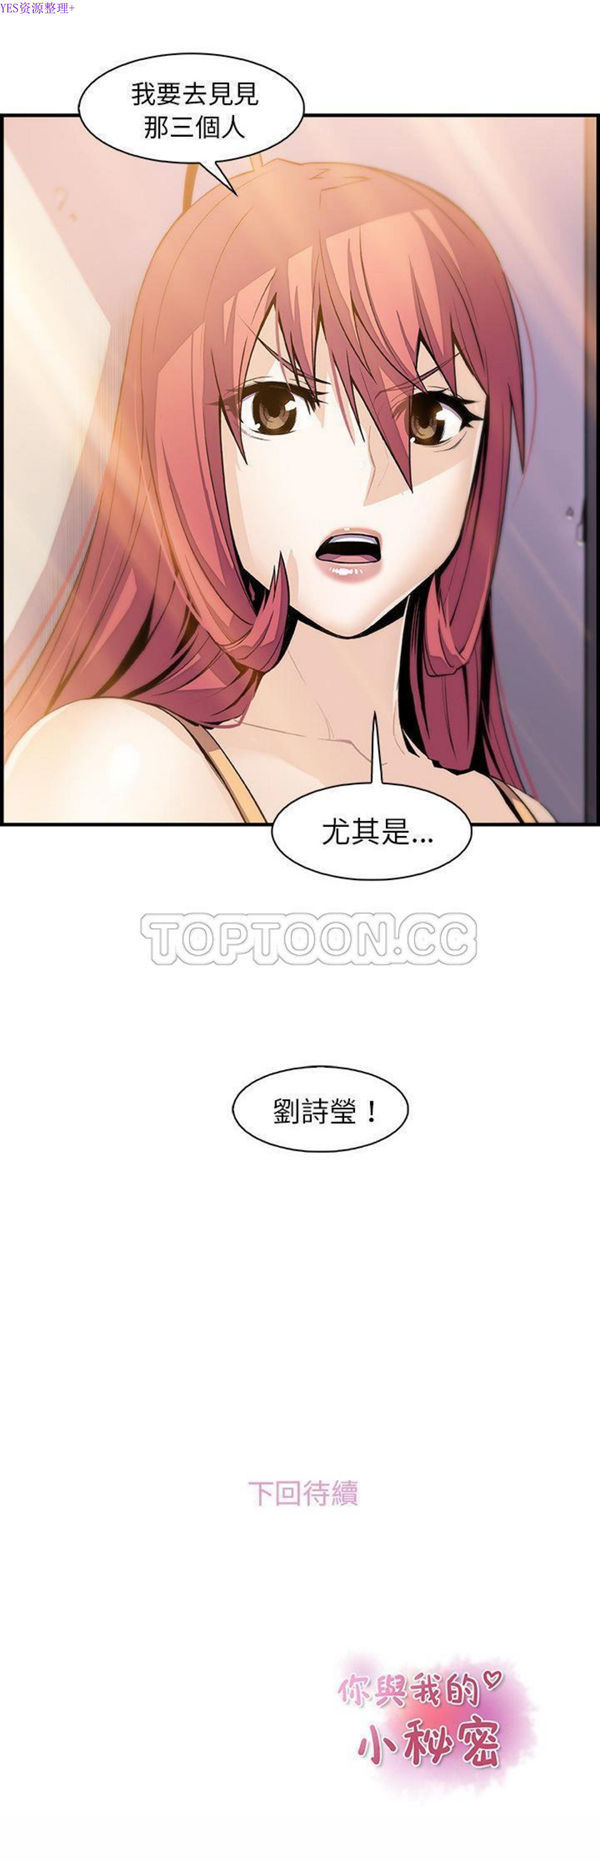 YES资源整理+
我要去見見
那三個人
尤其是...
TOPTOON.CC
劉詩瑩！
下回待續
你與我的♡
小秘密